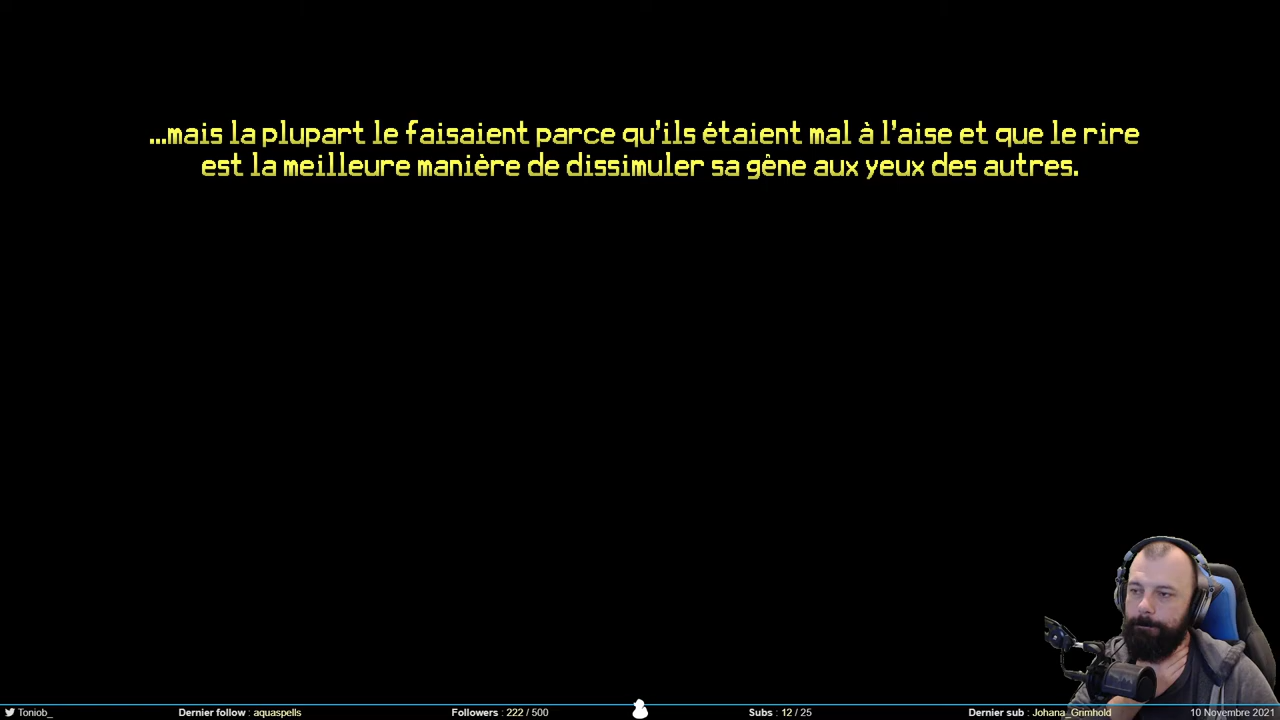 ...mais la plupart le faisaient parce qu'ils étaient mal à l'aise et que le rire
est la meilleure manière de dissimuler sa gêne aux yeux des autres.
Toniob_ Dernier follow : aquaspells Followers : 222 / 500 Subs : 12 / 25 Dernier sub : Johana_Grimhold 10 Novembre 2021